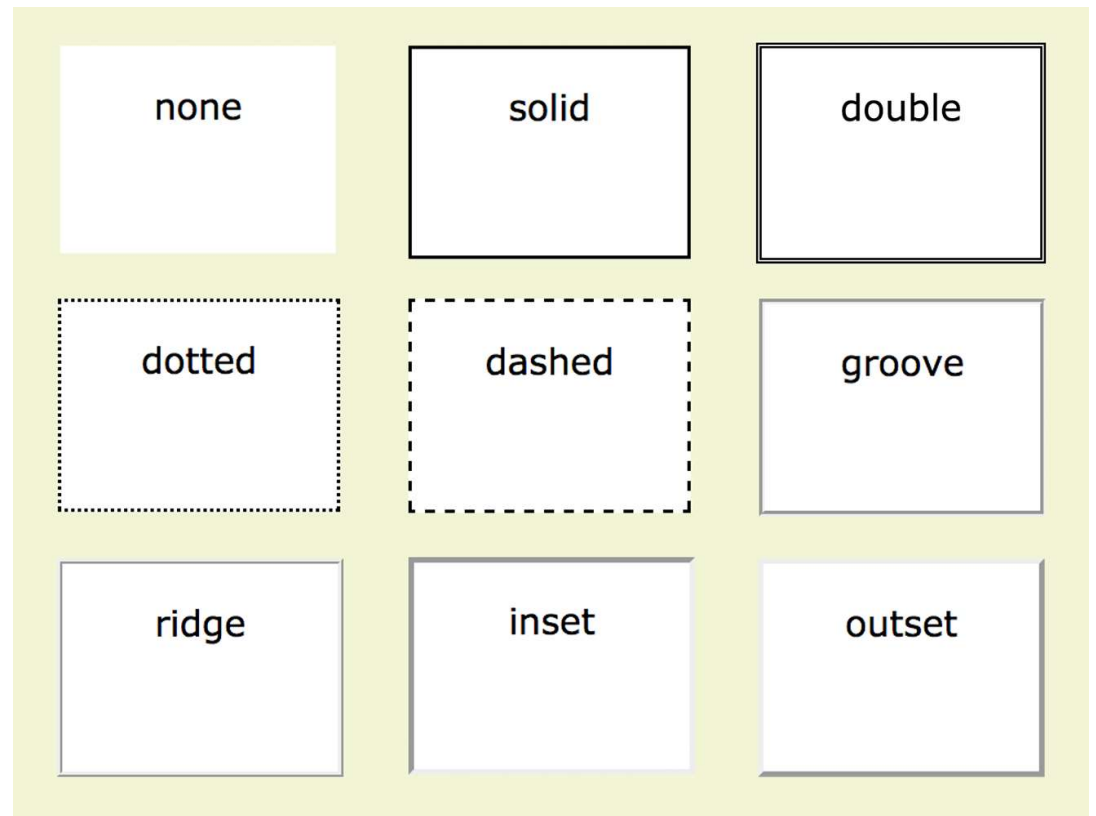 none
solid
double
dotted
dashed
groove
ridge
inset
outset